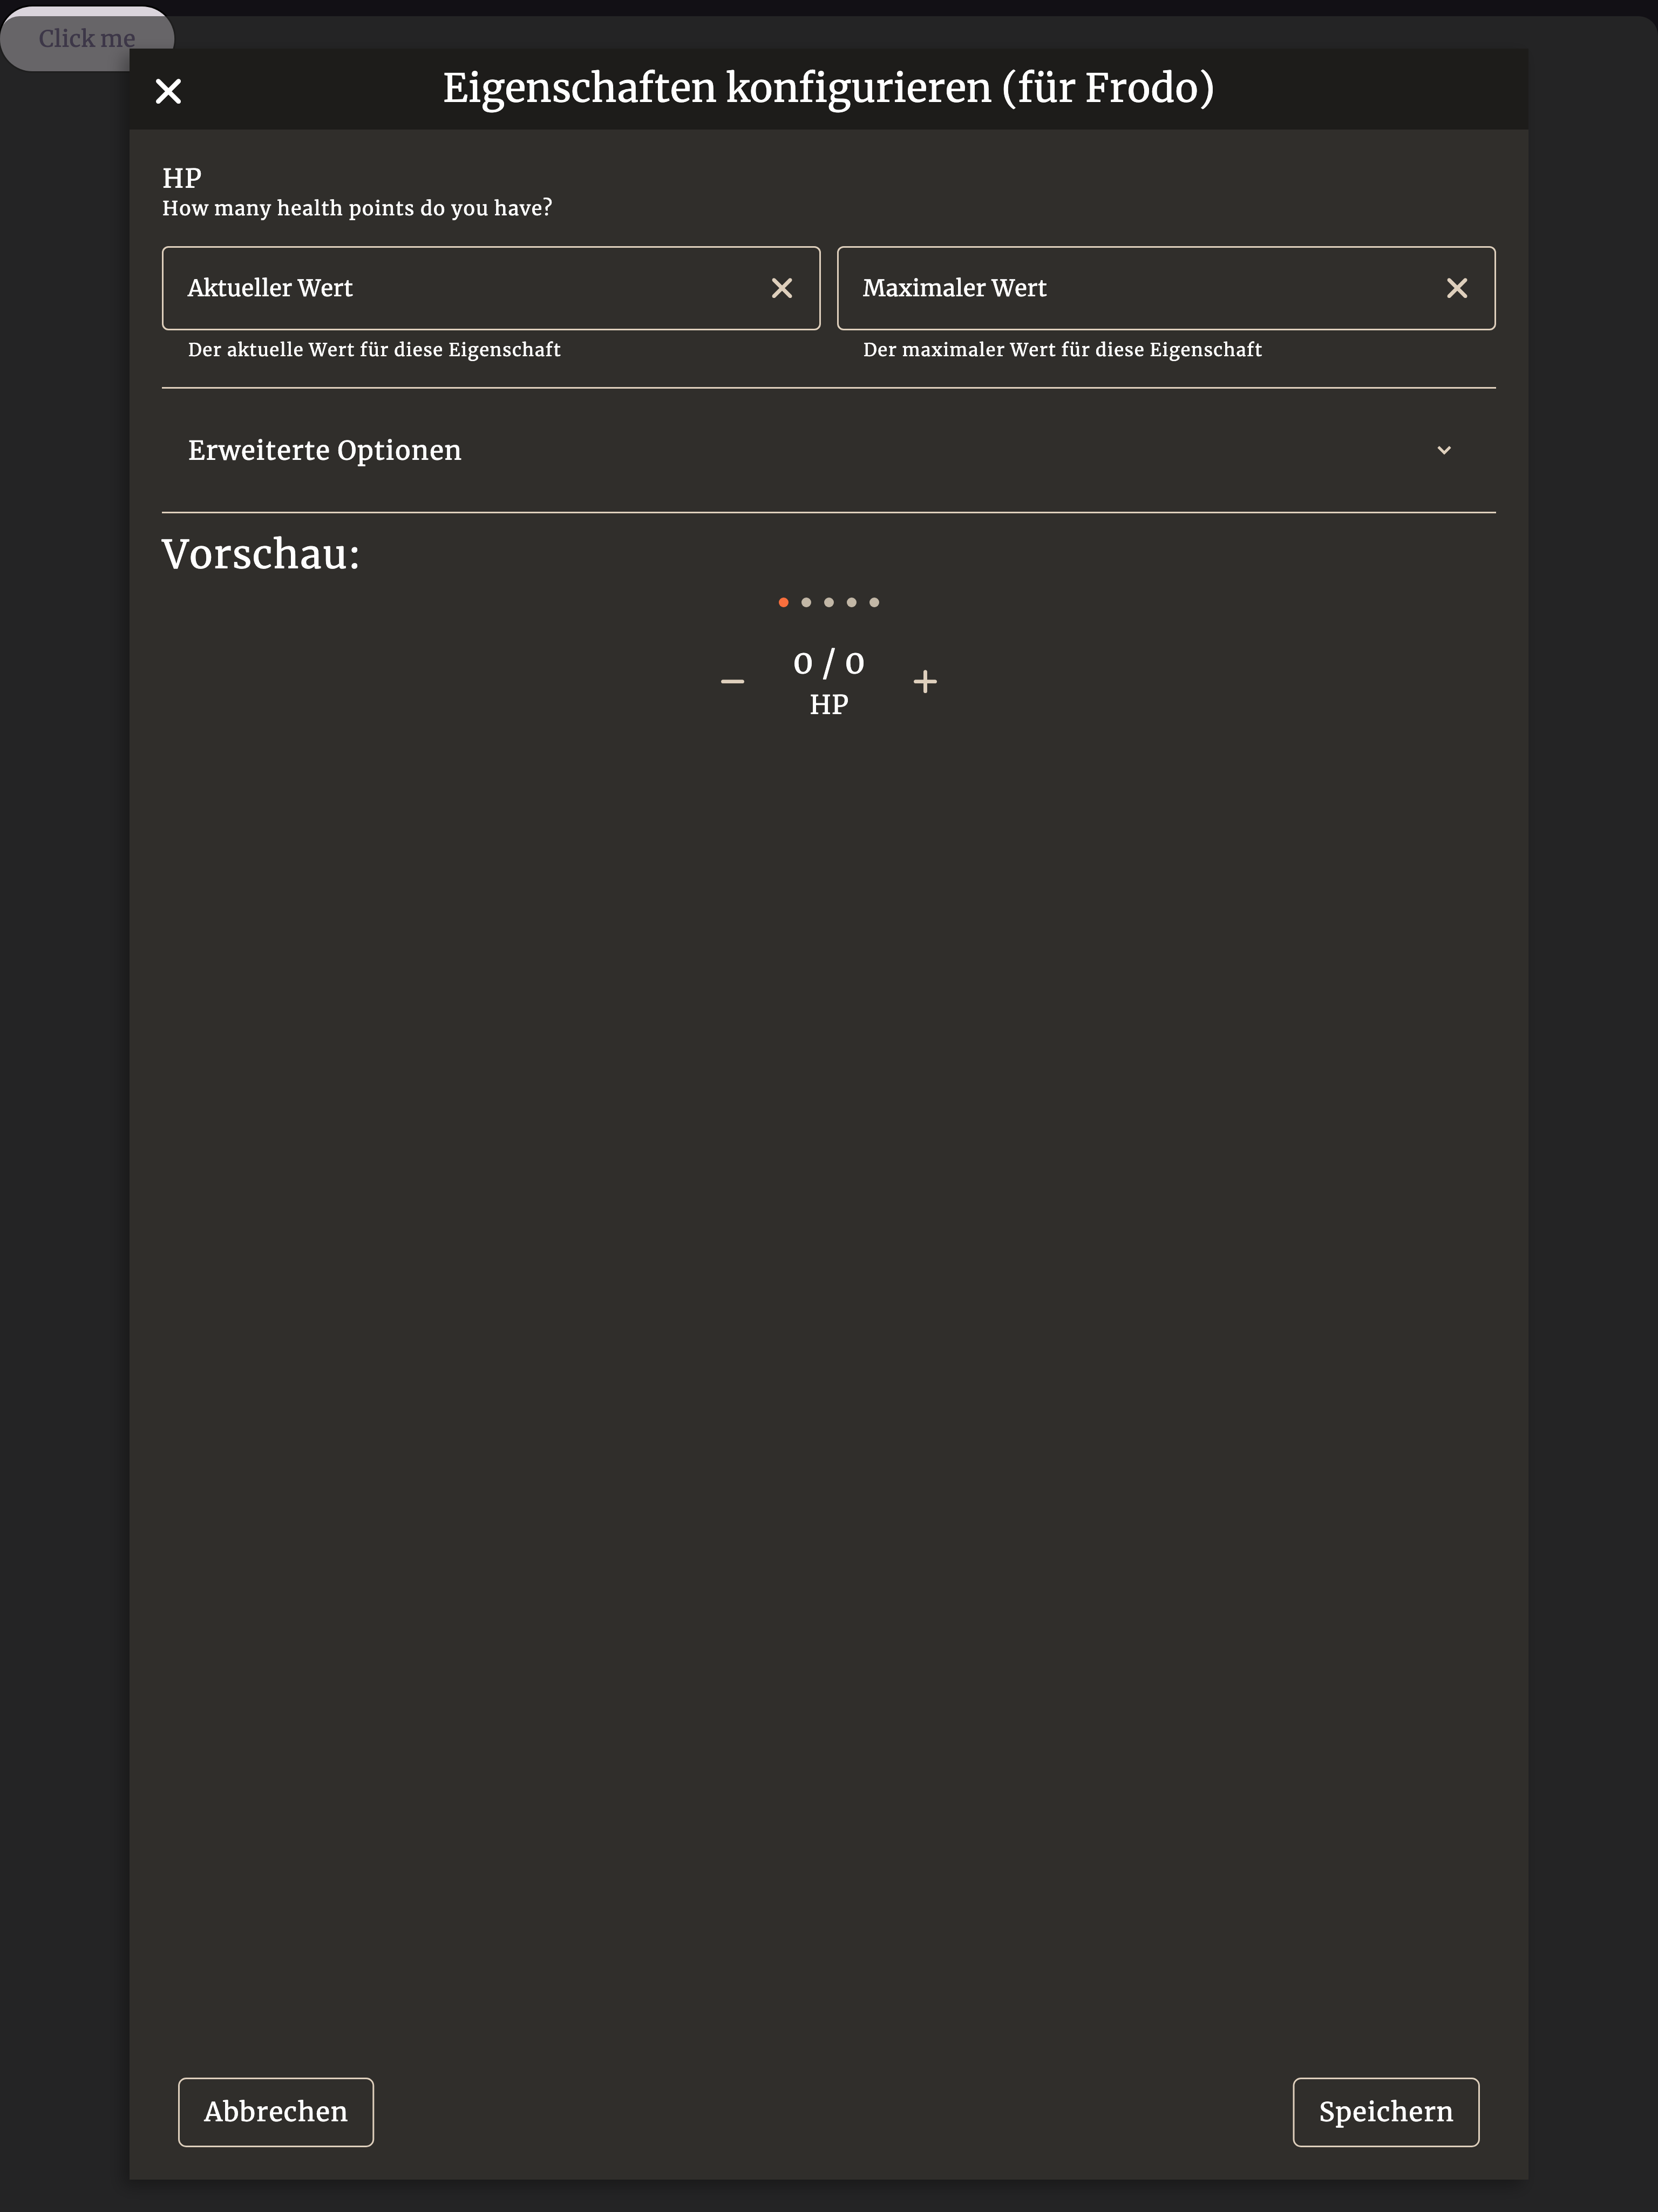 Click me
Eigenschaften konfigurieren (für Frodo)
HP
How many health points do you have?
Aktueller Wert
Maximaler Wert
Der aktuelle Wert für diese Eigenschaft
Der maximaler Wert für diese Eigenschaft
Erweiterte Optionen
Vorschau:
0 / 0
HP
Abbrechen
Speichern